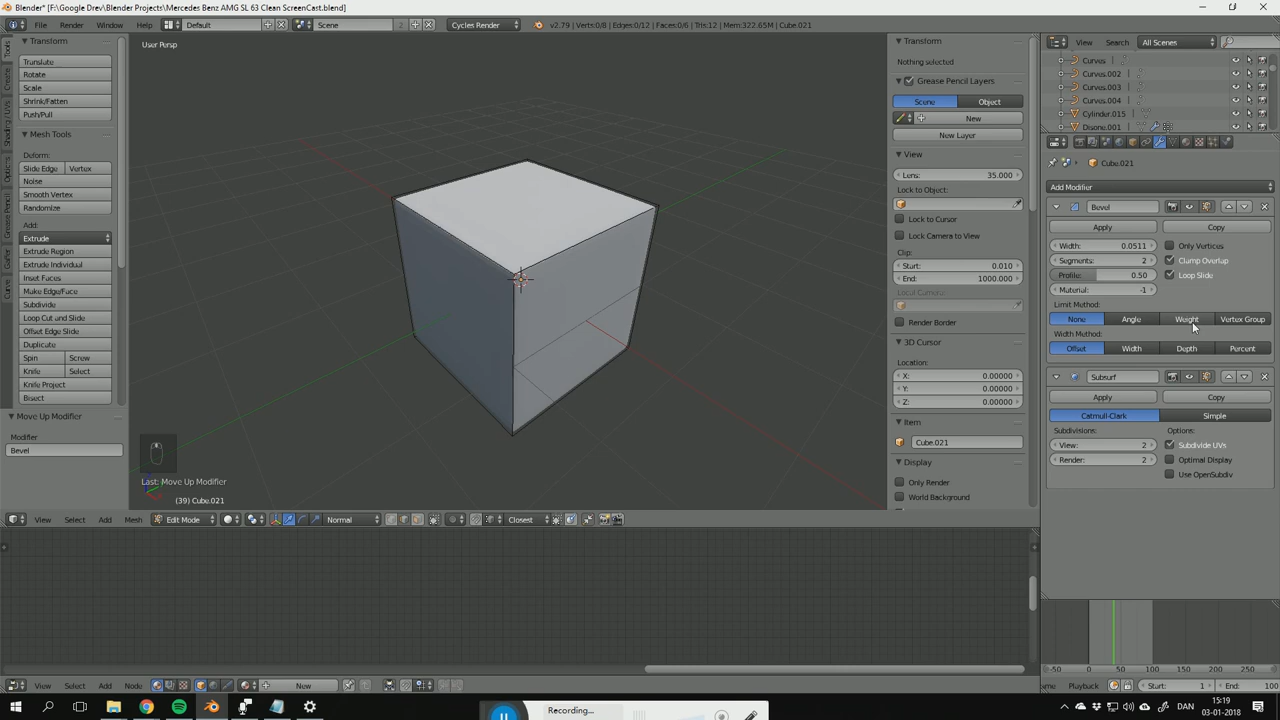 Blender* [F:\Google Drev\Blender Projects\Mercedes Benz AMG SL 63 Clean ScreenCast.blend]
File Render Window Help Default Scene Cycles Render v2.79 | Verts:0/8 | Edges:0/12 | Faces:0/6 | Tris:12 | Mem:322.65M | Cube.021
Tools
Create
Shading / UVs
Options
Grease Pencil
Curve
Transform
Translate
Rotate
Scale
Shrink/Fatten
Push/Pull
Mesh Tools
Deform:
Slide Edge Vertex
Noise
Smooth Vertex
Randomize
Add:
Extrude
Extrude Region
Extrude Individual
Inset Faces
Make Edge/Face
Subdivide
Loop Cut and Slide
Offset Edge Slide
Duplicate
Spin Screw
Knife Select
Knife Project
Bisect
Move Up Modifier
Modifier
Bevel
User Persp
Last: Move Up Modifier
(39) Cube.021
View Select Add Mesh Edit Mode Normal Closest
Transform
Nothing selected
Grease Pencil Layers
Scene Object
New
New Layer
View
Lens: 35.000
Lock to Object:
Lock to Cursor
Lock Camera to View
Clip:
Start: 0.010
End: 1000.000
Local Camera:
Render Border
3D Cursor
Location:
X: 0.00000
Y: 0.00000
Z: 0.00000
Item
Cube.021
Display
Only Render
World Background
View Search All Scenes
Curves
Curves.002
Curves.003
Curves.004
Cylinder.015
Disone.001
Cube.021
Add Modifier
Bevel
Apply Copy
Width: 0.0511 Only Vertices
Segments: 2 Clamp Overlap
Profile: 0.50 Loop Slide
Material: -1
Limit Method:
None Angle Weight Vertex Group
Width Method:
Offset Width Depth Percent
Subsurf
Apply Copy
Catmull-Clark Simple
Subdivisions: Options:
View: 2 Subdivide UVs
Render: 2 Optimal Display
Use OpenSubdiv
-50 0 50 100 150
Playback Start: 1 End: 100
View Select Add Node New
Recording...
DAN
15:19
03-01-2018